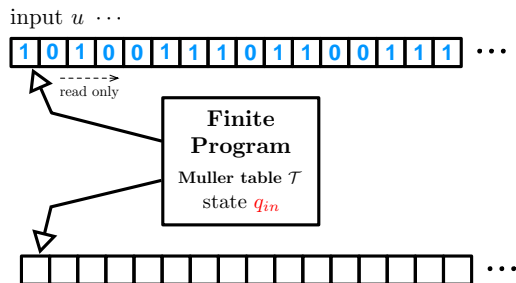 input u ⋯
1 0 1 0 0 1 1 1 0 1 1 0 0 1 1 1 ⋯
read only
Finite
Program
Muller table 𝒯
state q_in
⋯